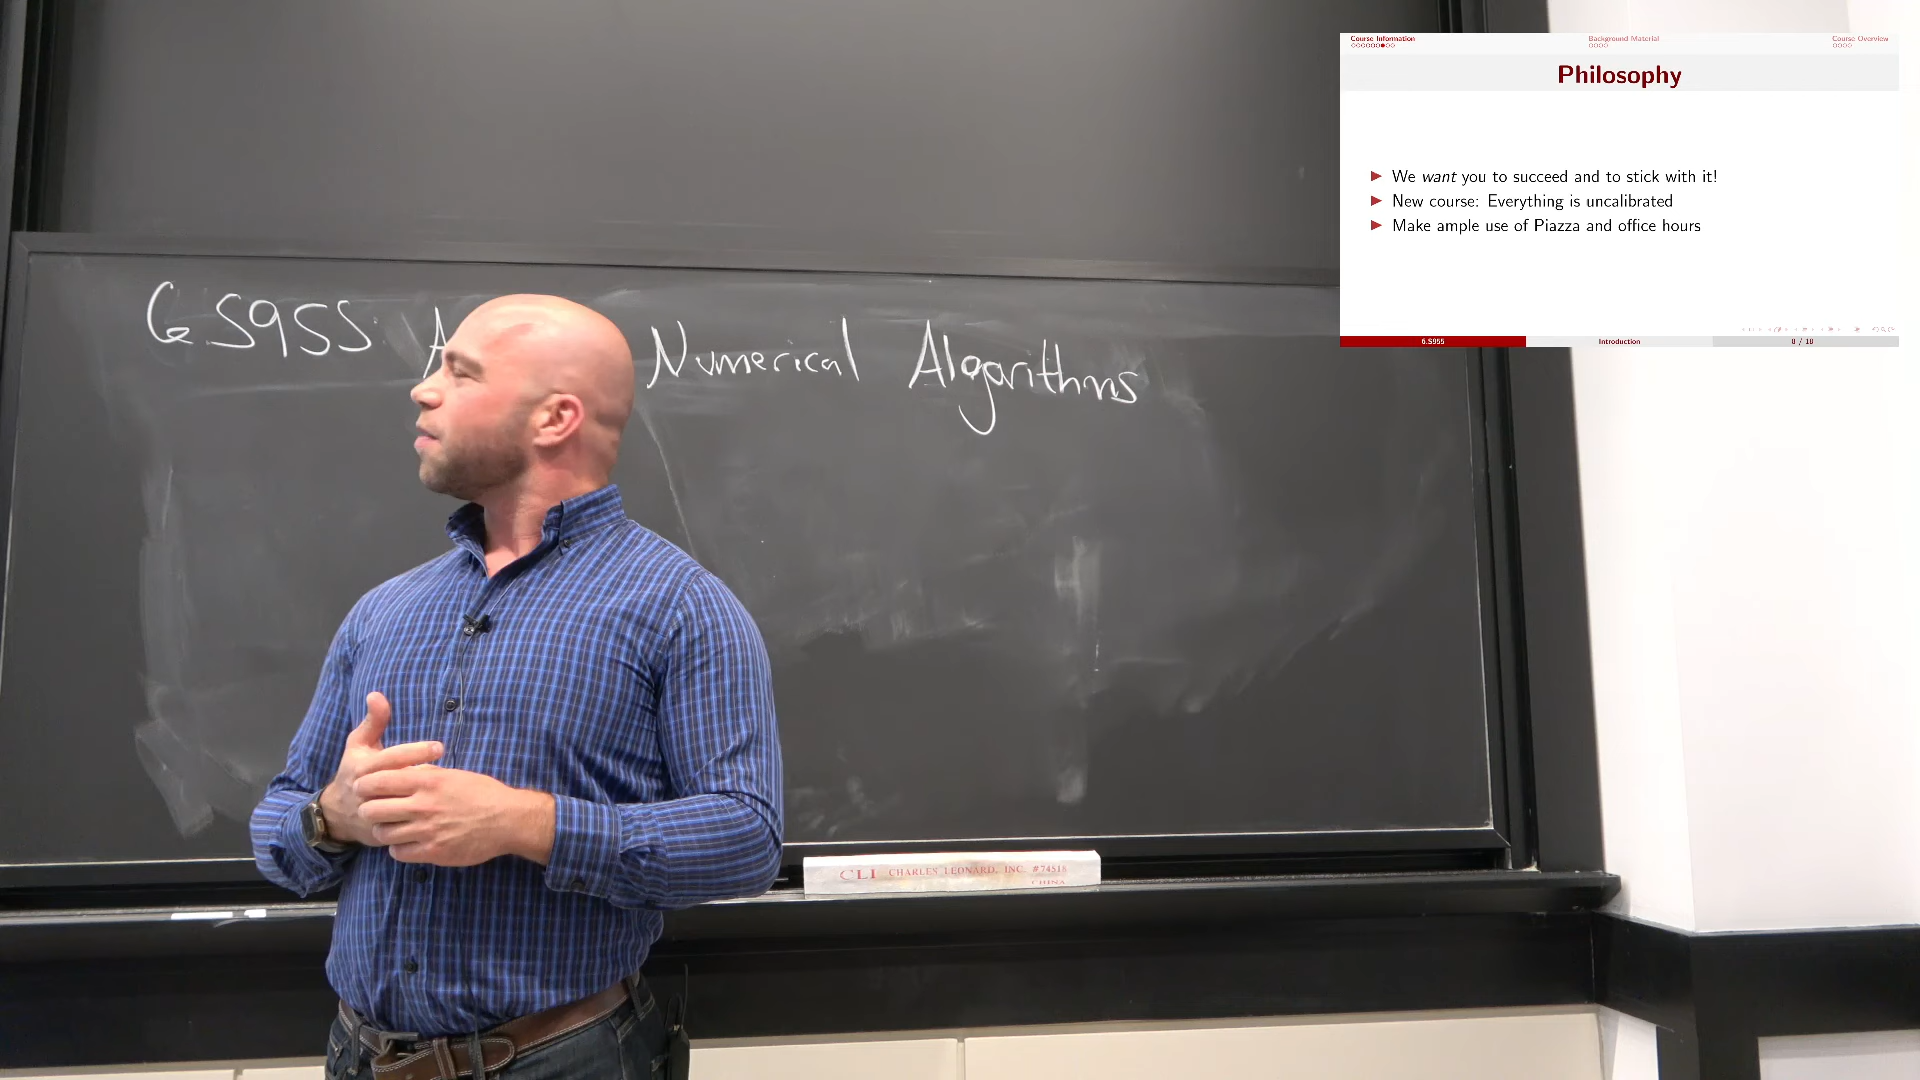 Course Information
Background Material
Course Overview
Philosophy
We want you to succeed and to stick with it!
New course: Everything is uncalibrated
Make ample use of Piazza and office hours
6.S955
Introduction
8 / 18
6.S955: A
Numerical Algorithms
CLI CHARLES LEONARD, INC. #74518
CHINA